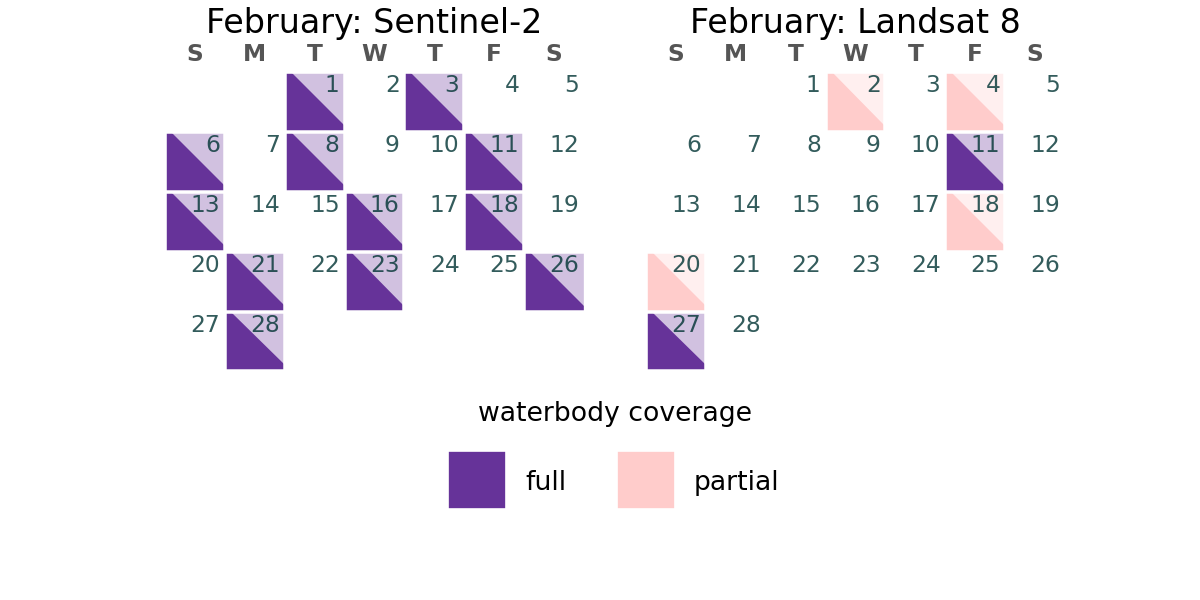 February: Sentinel-2
S M T W T F S
1 2 3 4 5
6 7 8 9 10 11 12
13 14 15 16 17 18 19
20 21 22 23 24 25 26
27 28
February: Landsat 8
S M T W T F S
1 2 3 4 5
6 7 8 9 10 11 12
13 14 15 16 17 18 19
20 21 22 23 24 25 26
27 28
waterbody coverage
full partial